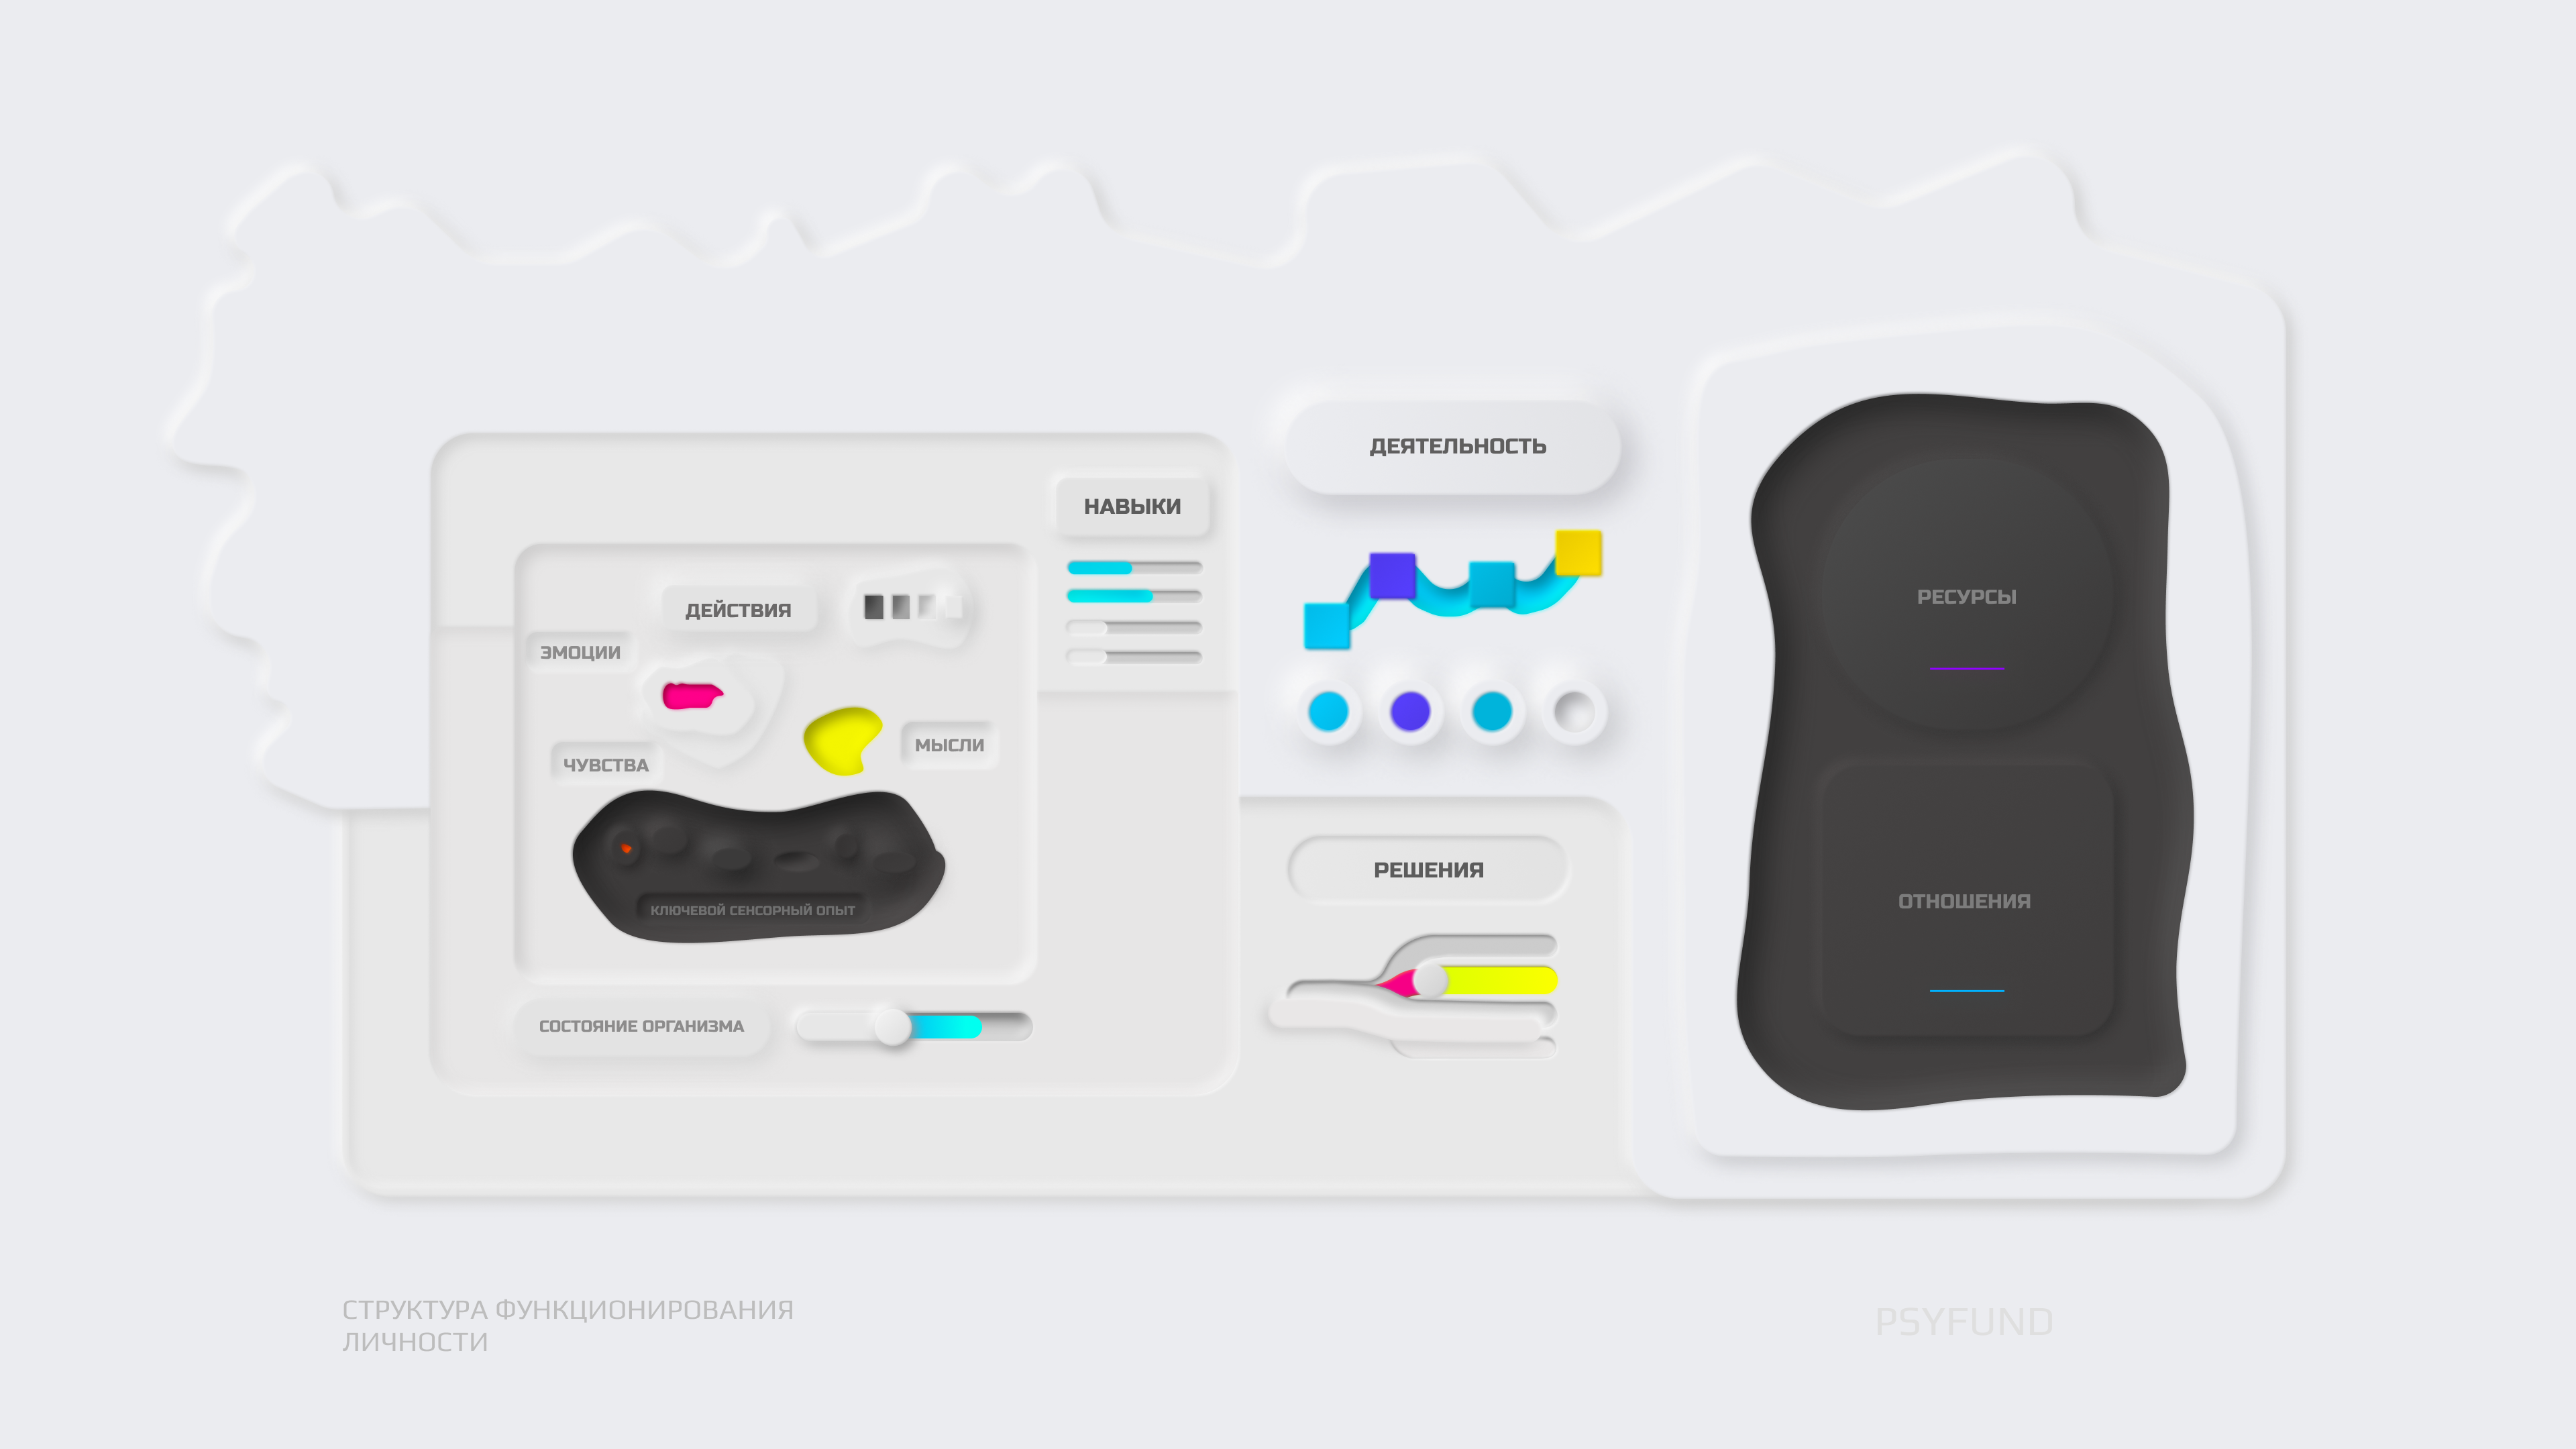 ДЕЯТЕЛЬНОСТЬ
НАВЫКИ
ДЕЙСТВИЯ
ЭМОЦИИ
МЫСЛИ
ЧУВСТВА
КЛЮЧЕВОЙ СЕНСОРНЫЙ ОПЫТ
СОСТОЯНИЕ ОРГАНИЗМА
РЕШЕНИЯ
РЕСУРСЫ
ОТНОШЕНИЯ
СТРУКТУРА ФУНКЦИОНИРОВАНИЯ
ЛИЧНОСТИ
PSYFUND